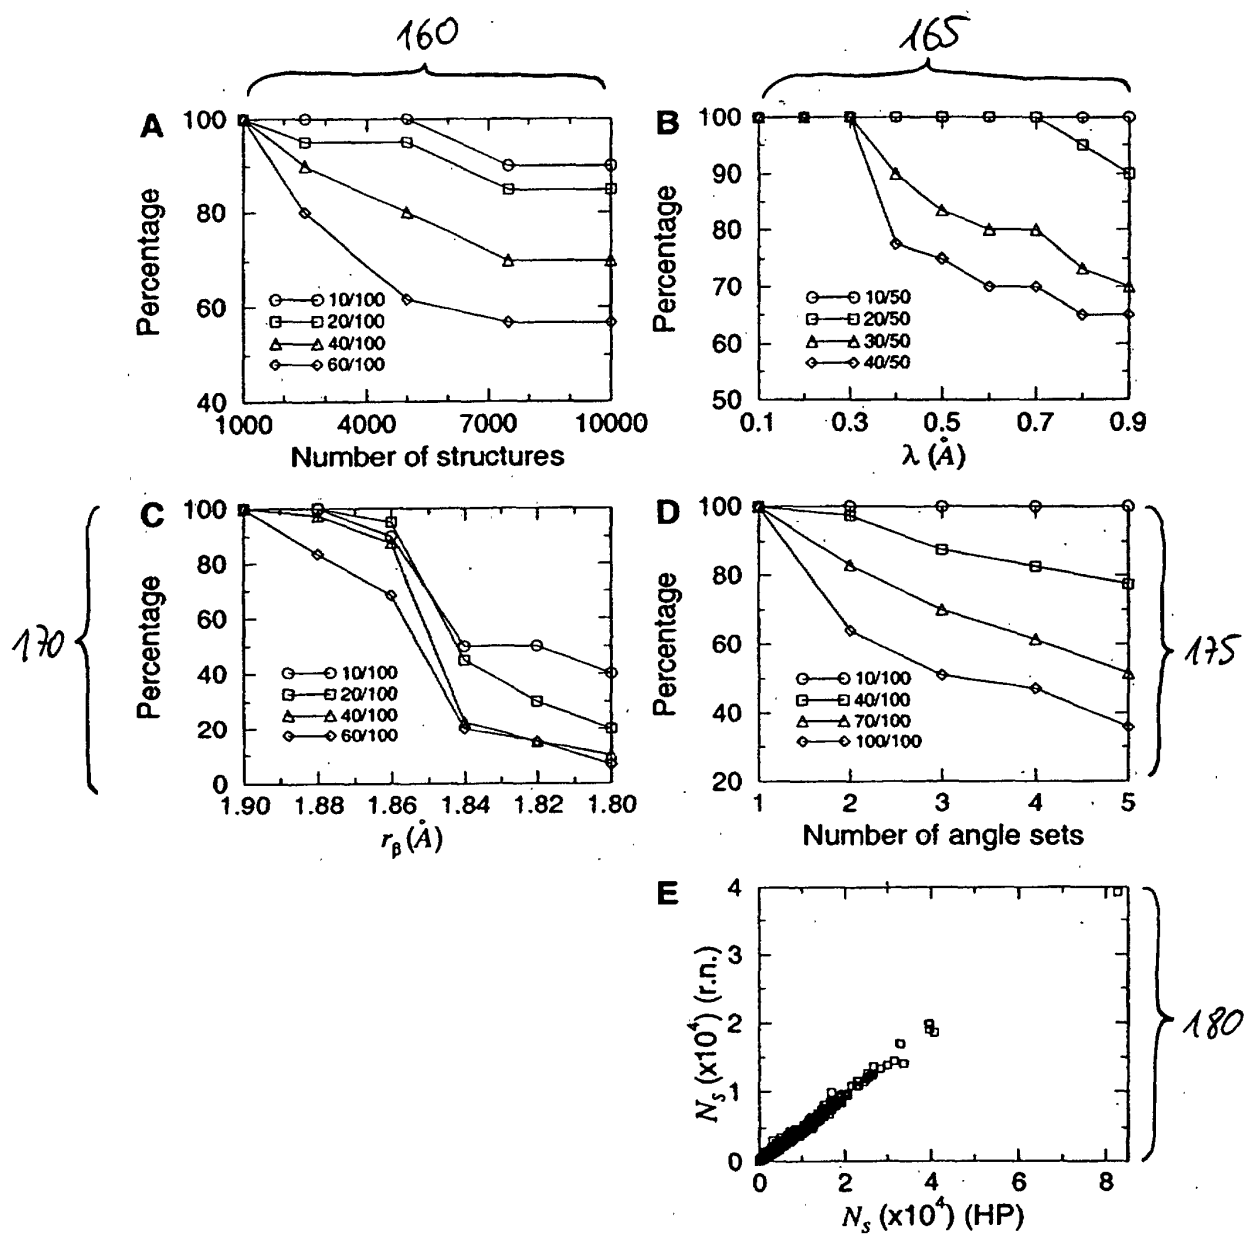 160
165
A
100
80
60
40
Percentage
10/100
20/100
40/100
60/100
1000 4000 7000 10000
Number of structures
B
100
90
80
70
60
50
Percentage
10/50
20/50
30/50
40/50
0.1 0.3 0.5 0.7 0.9
λ (Å)
170
C
100
80
60
40
20
0
Percentage
10/100
20/100
40/100
60/100
1.90 1.88 1.86 1.84 1.82 1.80
rβ (Å)
D
100
80
60
40
20
Percentage
10/100
40/100
70/100
100/100
1 2 3 4 5
Number of angle sets
175
E
4
3
2
1
0
Ns (x10⁴) (r.n.)
0 2 4 6 8
Ns (x10⁴) (HP)
180